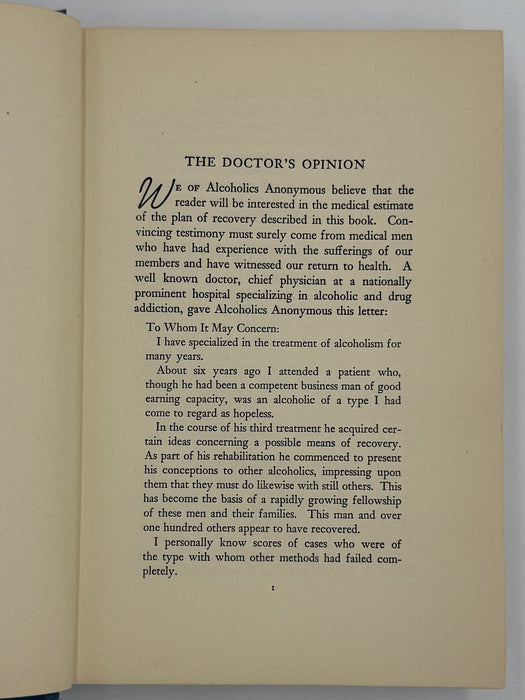 THE DOCTOR'S OPINION
WE OF Alcoholics Anonymous believe that the
reader will be interested in the medical estimate
of the plan of recovery described in this book. Con-
vincing testimony must surely come from medical men
who have had experience with the sufferings of our
members and have witnessed our return to health. A
well known doctor, chief physician at a nationally
prominent hospital specializing in alcoholic and drug
addiction, gave Alcoholics Anonymous this letter:
To Whom It May Concern:
I have specialized in the treatment of alcoholism for
many years.
About six years ago I attended a patient who,
though he had been a competent business man of good
earning capacity, was an alcoholic of a type I had
come to regard as hopeless.
In the course of his third treatment he acquired cer-
tain ideas concerning a possible means of recovery.
As part of his rehabilitation he commenced to present
his conceptions to other alcoholics, impressing upon
them that they must do likewise with still others. This
has become the basis of a rapidly growing fellowship
of these men and their families. This man and over
one hundred others appear to have recovered.
I personally know scores of cases who were of
the type with whom other methods had failed com-
pletely.
1